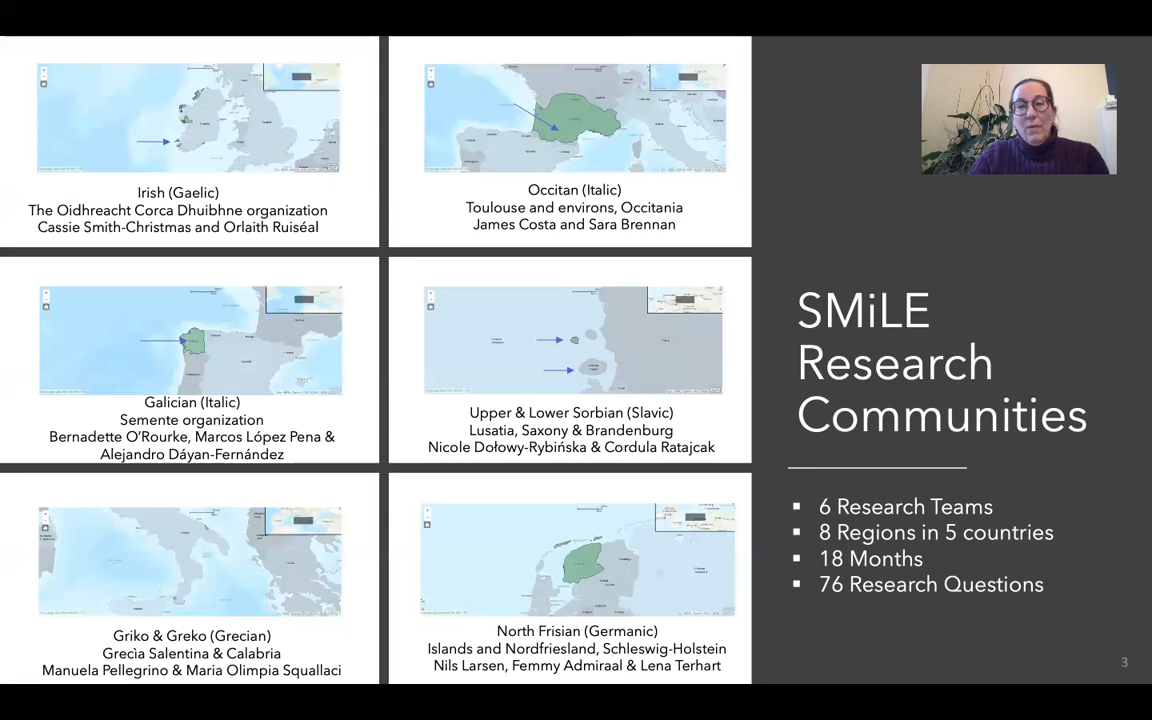 Irish (Gaelic)
The Oidhreacht Corca Dhuibhne organization
Cassie Smith-Christmas and Orlaith Ruiséal
Occitan (Italic)
Toulouse and environs, Occitania
James Costa and Sara Brennan
Galician (Italic)
Semente organization
Bernadette O’Rourke, Marcos López Pena &
Alejandro Dáyan-Fernández
Upper & Lower Sorbian (Slavic)
Lusatia, Saxony & Brandenburg
Nicole Dołowy-Rybińska & Cordula Ratajcak
Griko & Greko (Grecian)
Grecìa Salentina & Calabria
Manuela Pellegrino & Maria Olimpia Squallaci
North Frisian (Germanic)
Islands and Nordfriesland, Schleswig-Holstein
Nils Larsen, Femmy Admiraal & Lena Terhart
SMiLE
Research
Communities
▪ 6 Research Teams
▪ 8 Regions in 5 countries
▪ 18 Months
▪ 76 Research Questions
3